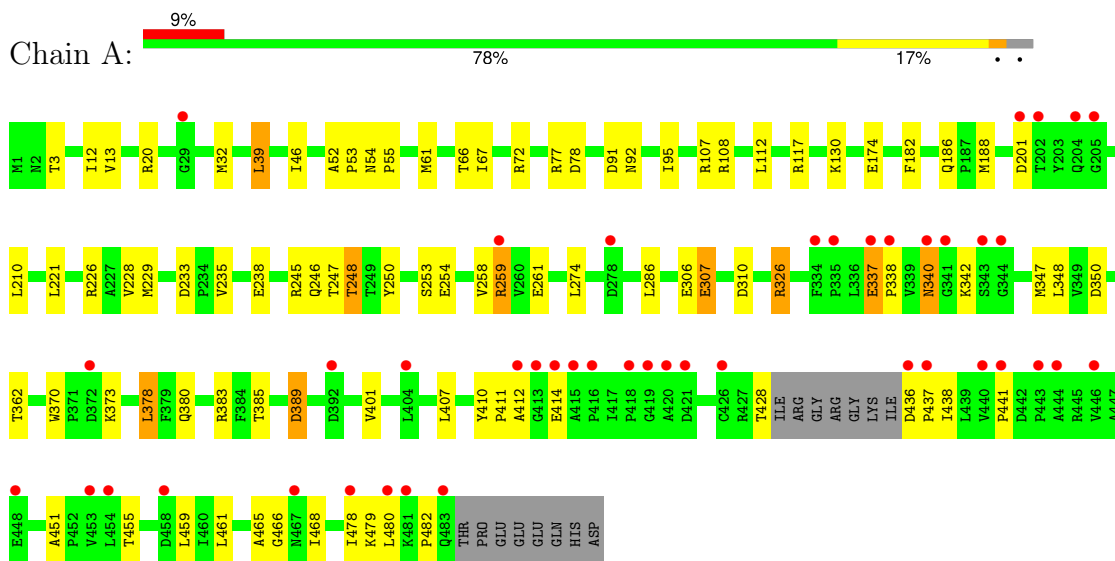 9%
Chain A:
78% 17% • •
M1 N2 T3 I12 V13 R20 G29 M32 L39 I46 A52 P53 N54 P55 M61 T66 I67 R72 R77 D78 D91 N92 I95 R107 R108 L112 R117 K130 E174 F182 Q186 P187 M188 D201 T202 Y203 Q204 G205
L210 L221 R226 A227 V228 M229 D233 P234 V235 E238 R245 Q246 T247 T248 T249 Y250 S253 E254 V258 R259 V260 E261 L274 D278 L286 E306 E307 D310 R326 F334 P335 L336 E337 P338 V339 N340 G341 K342 S343 G344 M347 L348 V349 D350
T362 W370 P371 D372 K373 L378 F379 Q380 R383 F384 T385 D389 D392 V401 L404 L407 Y410 P411 A412 G413 E414 A415 P416 I417 P418 G419 A420 D421 C426 R427 T428 ILE ARG GLY ARG GLY LYS ILE D436 P437 I438 L439 V440 P441 D442 P443 A444 R445 V446 A447
E448 A451 P452 V453 L454 T455 D458 L459 I460 L461 A465 G466 N467 I468 I478 K479 L480 K481 P482 Q483 THR PRO GLU GLU GLU GLN HIS ASP